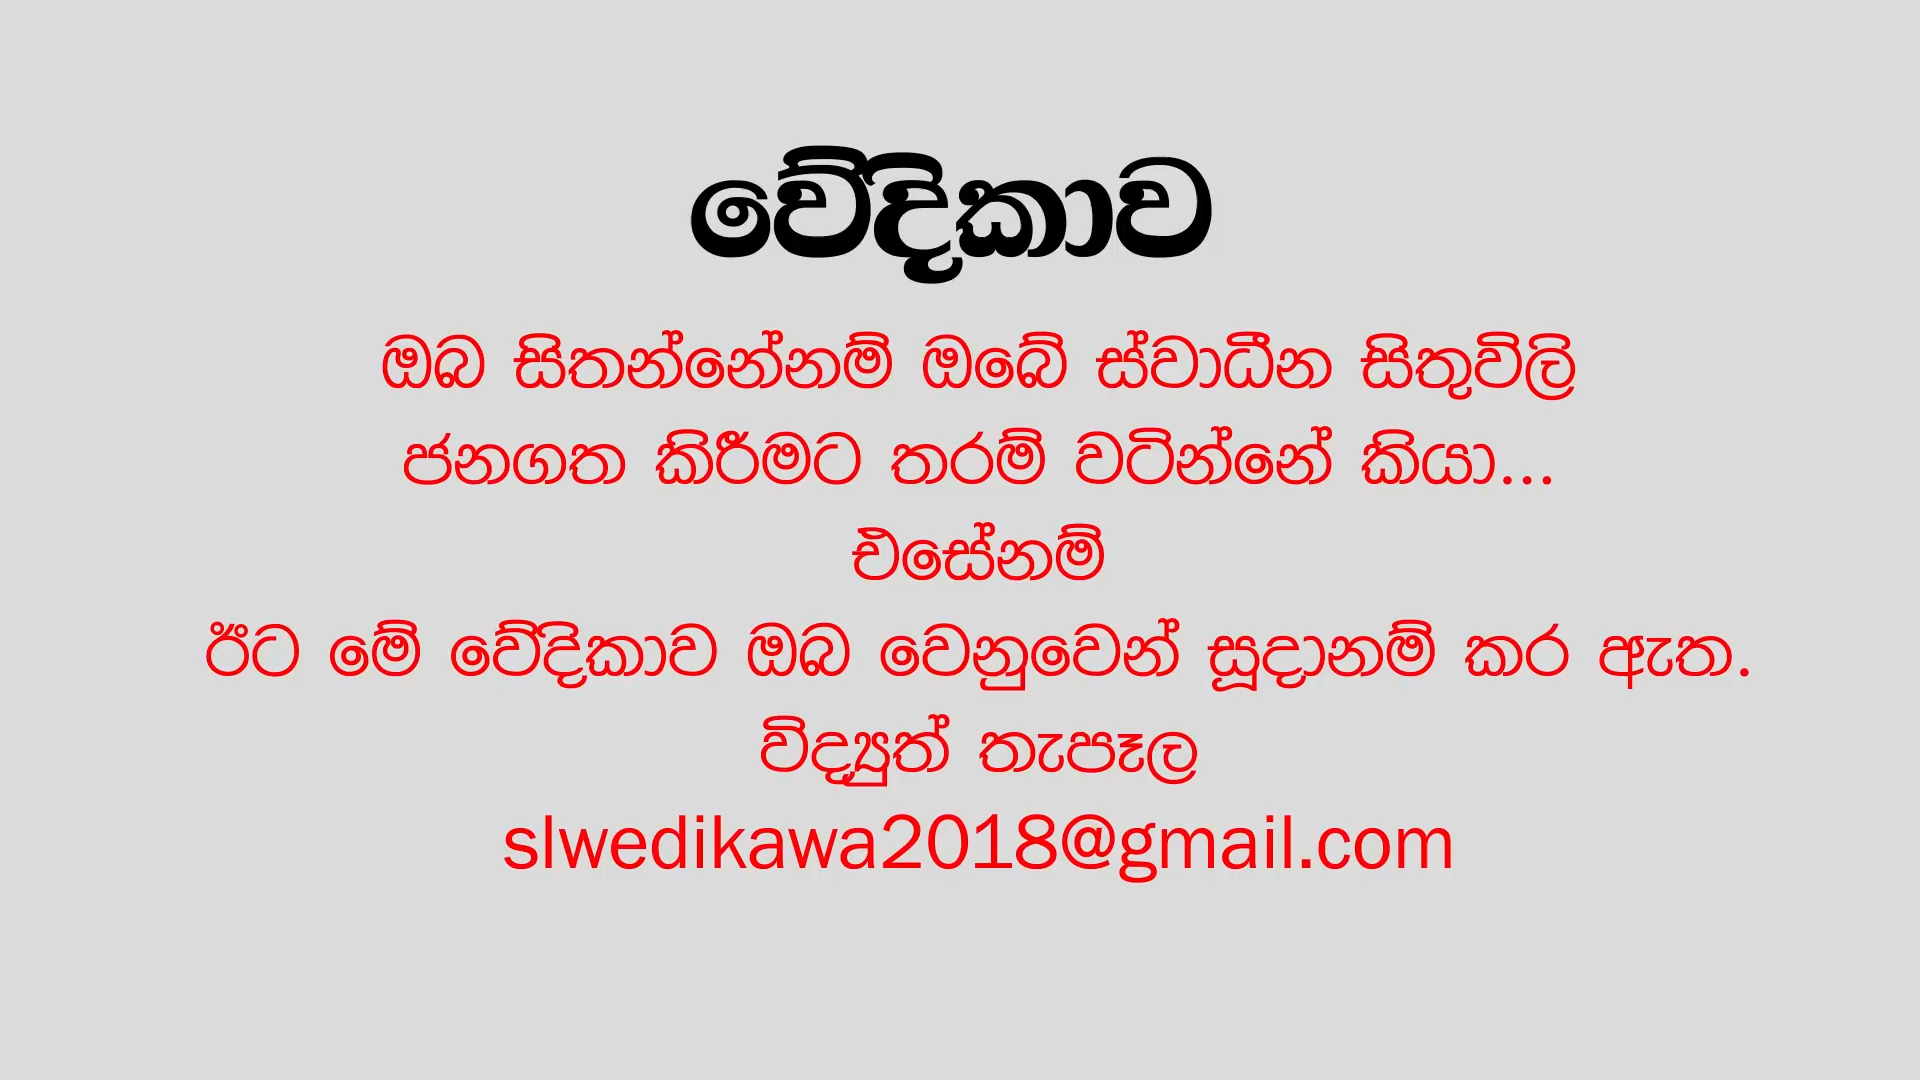 වේදිකාව
ඔබ සිතන්නේනම් ඔබේ ස්වාධීන සිතුවිලි
ජනගත කිරීමට තරම් වටින්නේ කියා...
එසේනම්
ඊට මේ වේදිකාව ඔබ වෙනුවෙන් සූදානම් කර ඇත.
විද්‍යුත් තැපෑල
slwedikawa2018@gmail.com